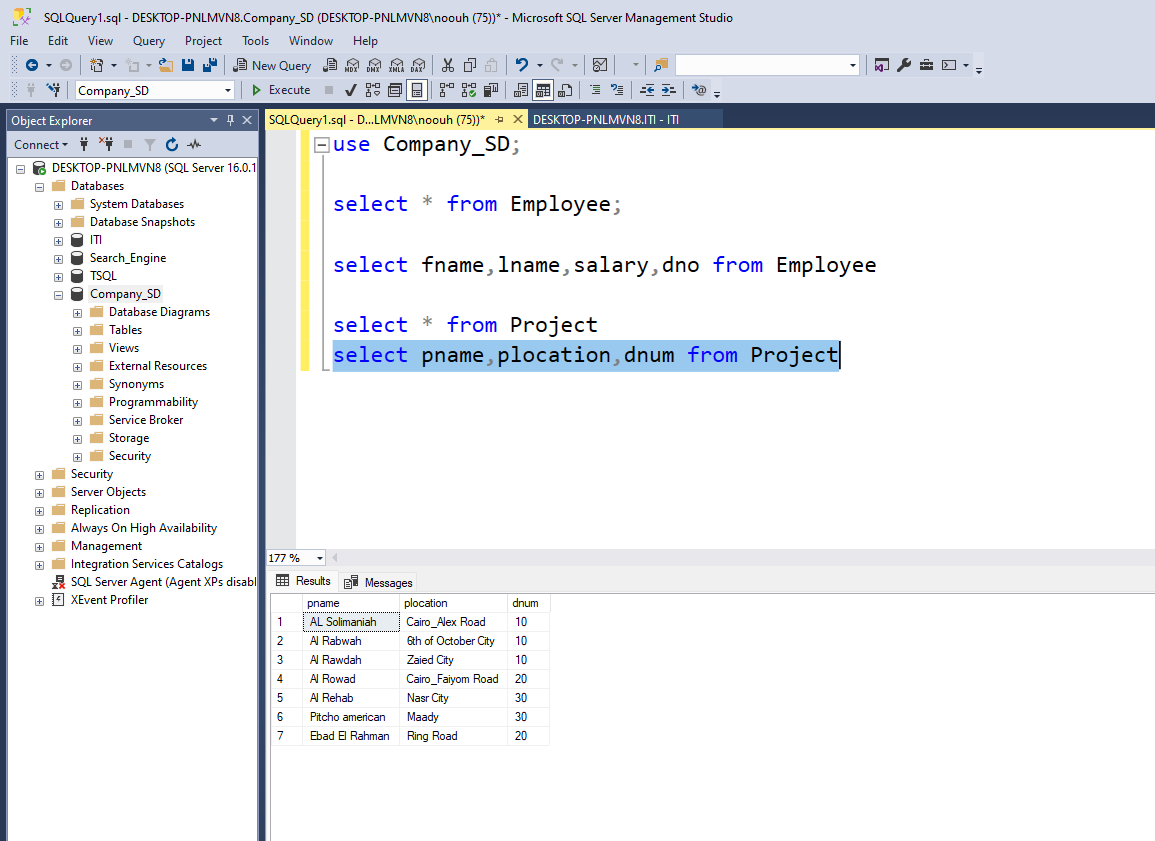 SQLQuery1.sql - DESKTOP-PNLMVN8.Company_SD (DESKTOP-PNLMVN8\noouh (75))* - Microsoft SQL Server Management Studio
File Edit View Query Project Tools Window Help
New Query MDX DMX XMLA DAX
Company_SD Execute
Object Explorer
Connect
DESKTOP-PNLMVN8 (SQL Server 16.0.1
Databases
System Databases
Database Snapshots
ITI
Search_Engine
TSQL
Company_SD
Database Diagrams
Tables
Views
External Resources
Synonyms
Programmability
Service Broker
Storage
Security
Security
Server Objects
Replication
Always On High Availability
Management
Integration Services Catalogs
SQL Server Agent (Agent XPs disabl
XEvent Profiler
SQLQuery1.sql - D...LMVN8\noouh (75))* DESKTOP-PNLMVN8.ITI - ITI
use Company_SD;
select * from Employee;
select fname,lname,salary,dno from Employee
select * from Project
select pname,plocation,dnum from Project
177 %
Results Messages
pname plocation dnum
1 AL Solimaniah Cairo_Alex Road 10
2 Al Rabwah 6th of October City 10
3 Al Rawdah Zaied City 10
4 Al Rowad Cairo_Faiyom Road 20
5 Al Rehab Nasr City 30
6 Pitcho american Maady 30
7 Ebad El Rahman Ring Road 20